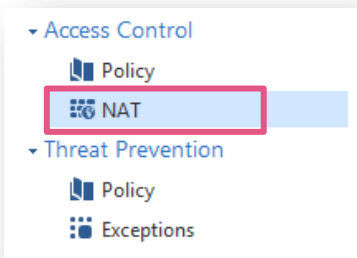 Access Control
Policy
NAT
Threat Prevention
Policy
Exceptions